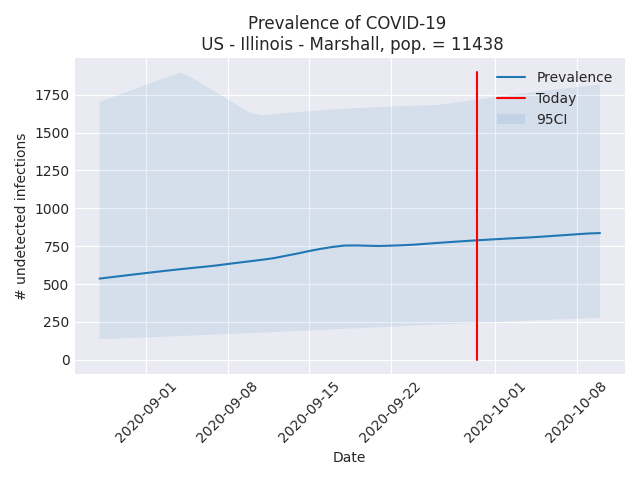 Prevalence of COVID-19
US - Illinois - Marshall, pop. = 11438
Prevalence
Today
95CI
# undetected infections
1750
1500
1250
1000
750
500
250
0
2020-09-01
2020-09-08
2020-09-15
2020-09-22
2020-10-01
2020-10-08
Date